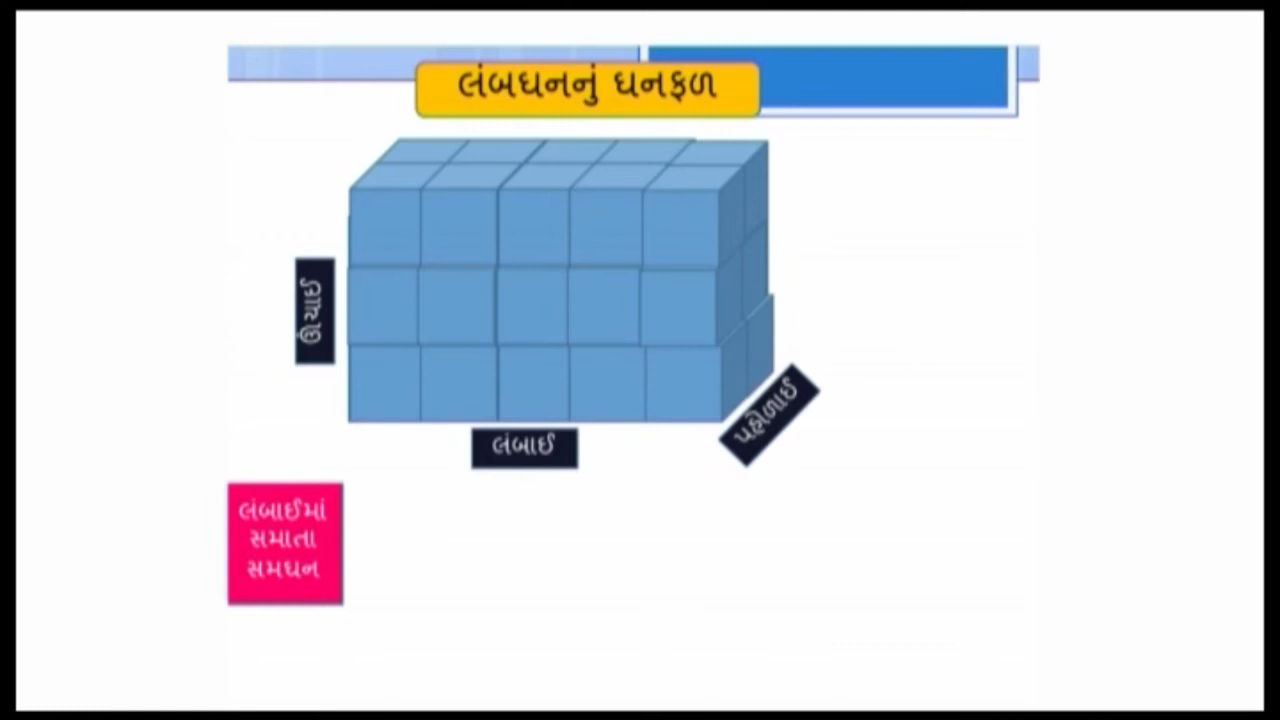 લંબઘનનું ઘનફળ
ઊંચાઈ
પહોળાઈ
લંબાઈ
લંબાઈમાં
સમાતા
સમઘન